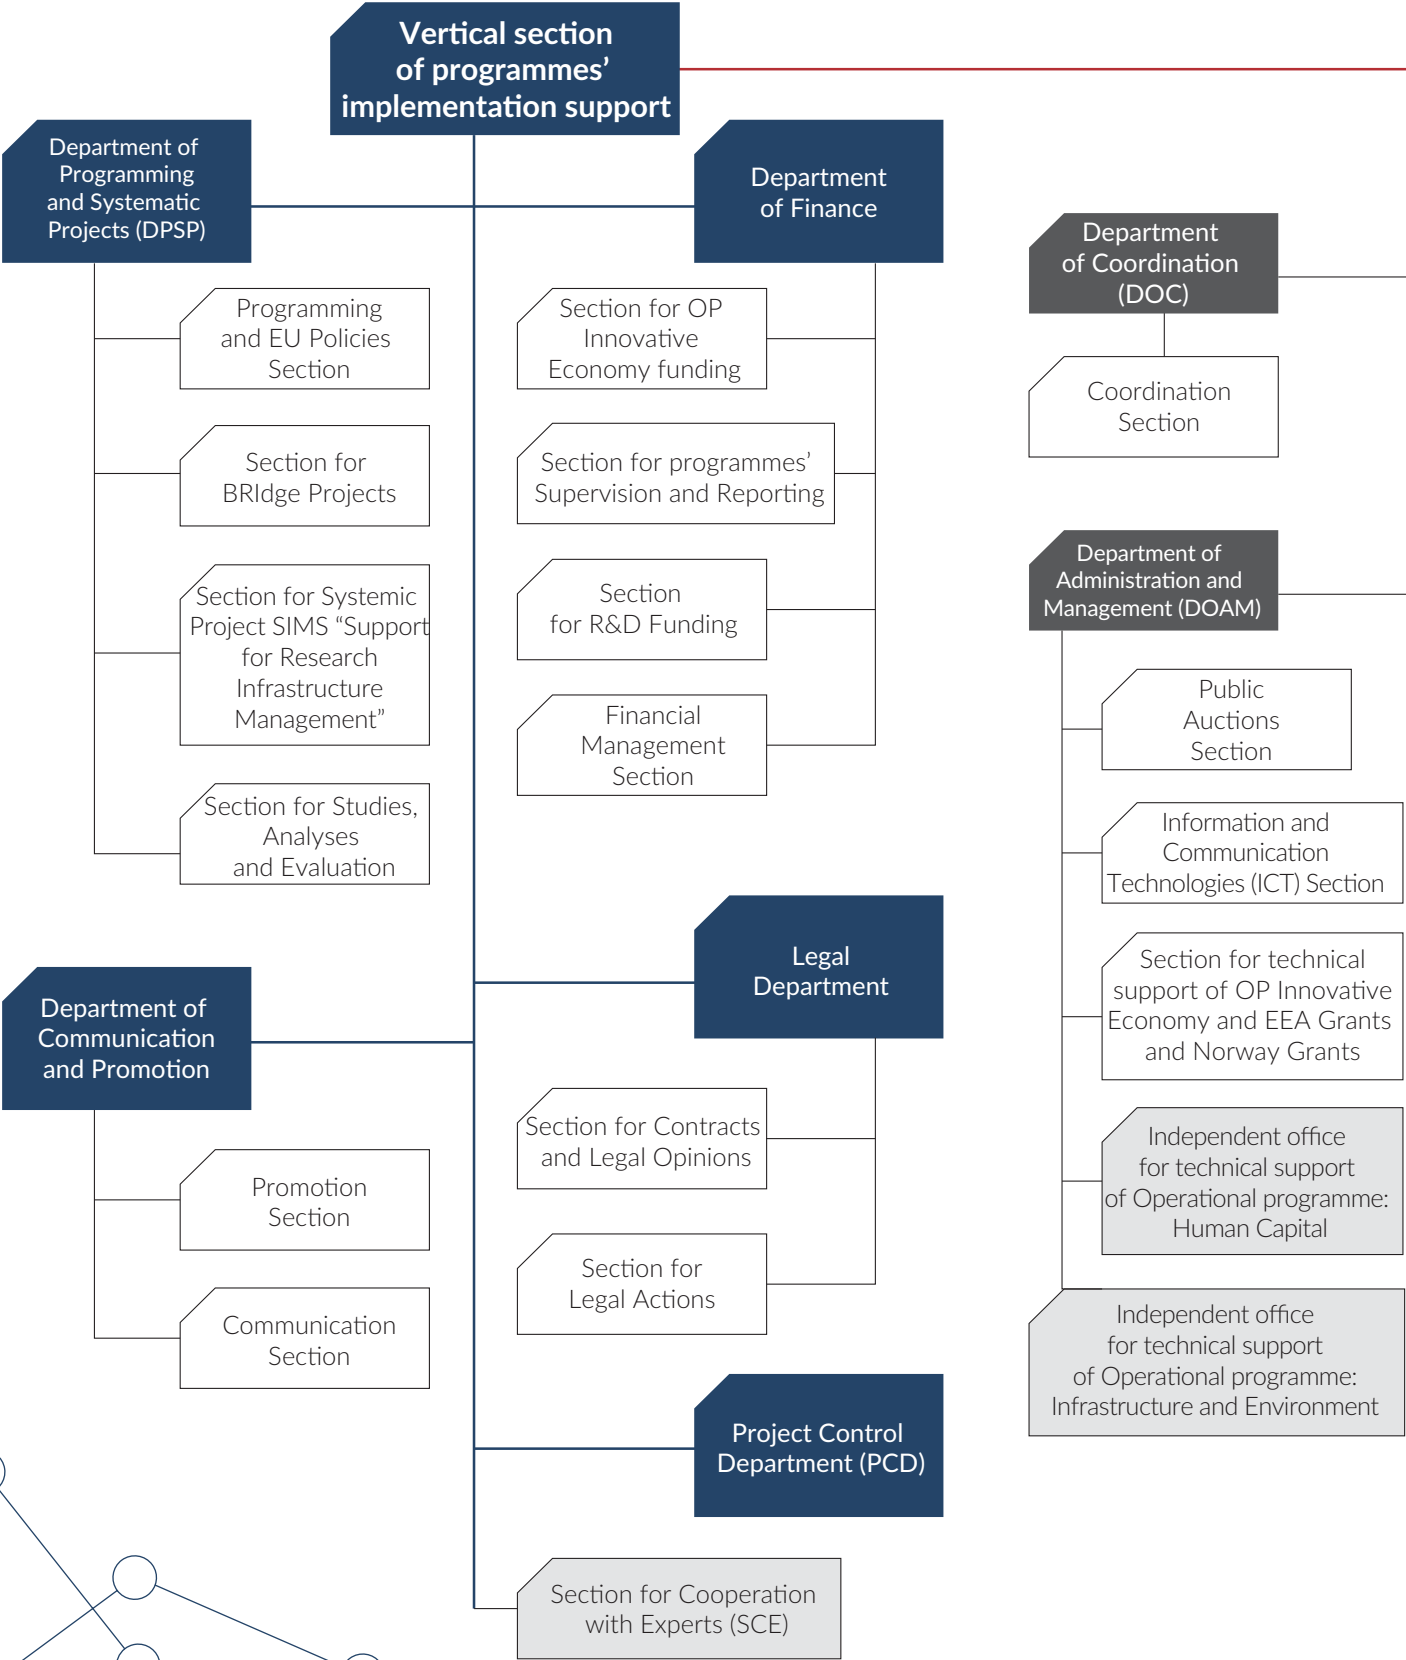 Vertical section
of programmes’
implementation support
Department of
Programming
and Systematic
Projects (DPSP)
Programming
and EU Policies
Section
Section for
BRIdge Projects
Section for Systemic
Project SIMS “Support
for Research
Infrastructure
Management”
Section for Studies,
Analyses
and Evaluation
Department of
Communication
and Promotion
Promotion
Section
Communication
Section
Department
of Finance
Section for OP
Innovative
Economy funding
Section for programmes’
Supervision and Reporting
Section
for R&D Funding
Financial
Management
Section
Legal
Department
Section for Contracts
and Legal Opinions
Section for
Legal Actions
Project Control
Department (PCD)
Section for Cooperation
with Experts (SCE)
Department
of Coordination
(DOC)
Coordination
Section
Department of
Administration and
Management (DOAM)
Public
Auctions
Section
Information and
Communication
Technologies (ICT) Section
Section for technical
support of OP Innovative
Economy and EEA Grants
and Norway Grants
Independent office
for technical support
of Operational programme:
Human Capital
Independent office
for technical support
of Operational programme:
Infrastructure and Environment